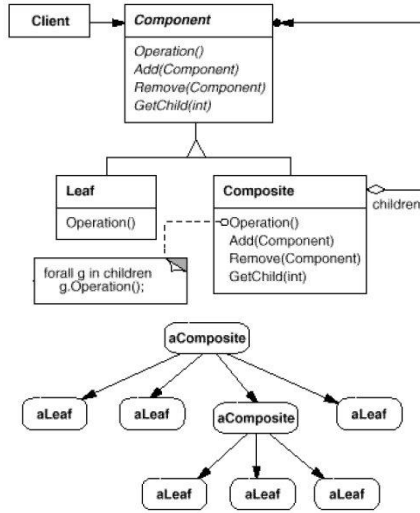 Client
Component
Operation()
Add(Component)
Remove(Component)
GetChild(int)
Leaf
Operation()
Composite
Operation()
Add(Component)
Remove(Component)
GetChild(int)
children
forall g in children
g.Operation();
aComposite
aLeaf
aLeaf
aComposite
aLeaf
aLeaf
aLeaf
aLeaf